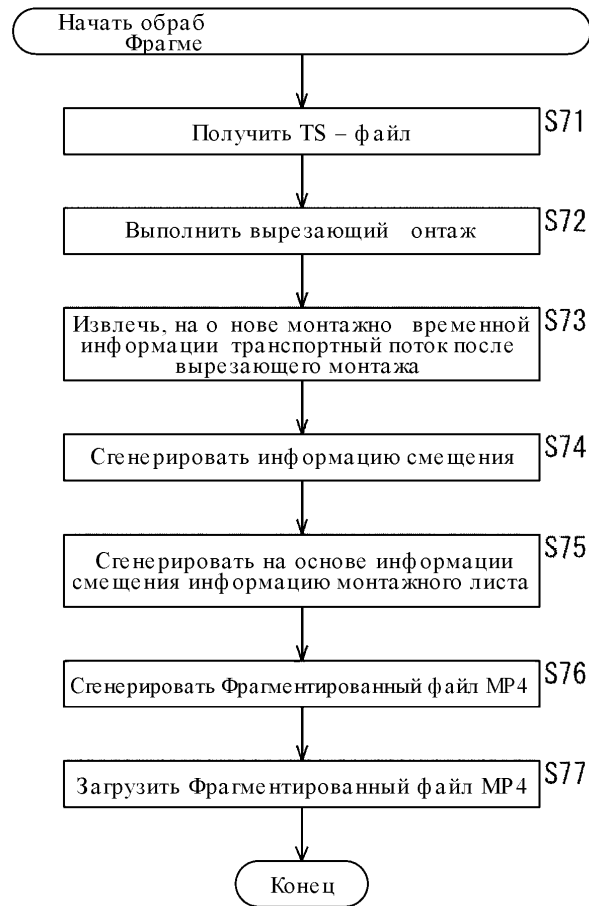 Начать обраб
Фрагме
S71
Получить TS – файл
S72
Выполнить вырезающий онтаж
S73
Извлечь, на о нове монтажно временной
информации транспортный поток после
вырезающего монтажа
S74
Сгенерировать информацию смещения
S75
Сгенерировать на основе информации
смещения информацию монтажного листа
S76
Сгенерировать Фрагментированный файл MP4
S77
Загрузить Фрагментированный файл MP4
Конец